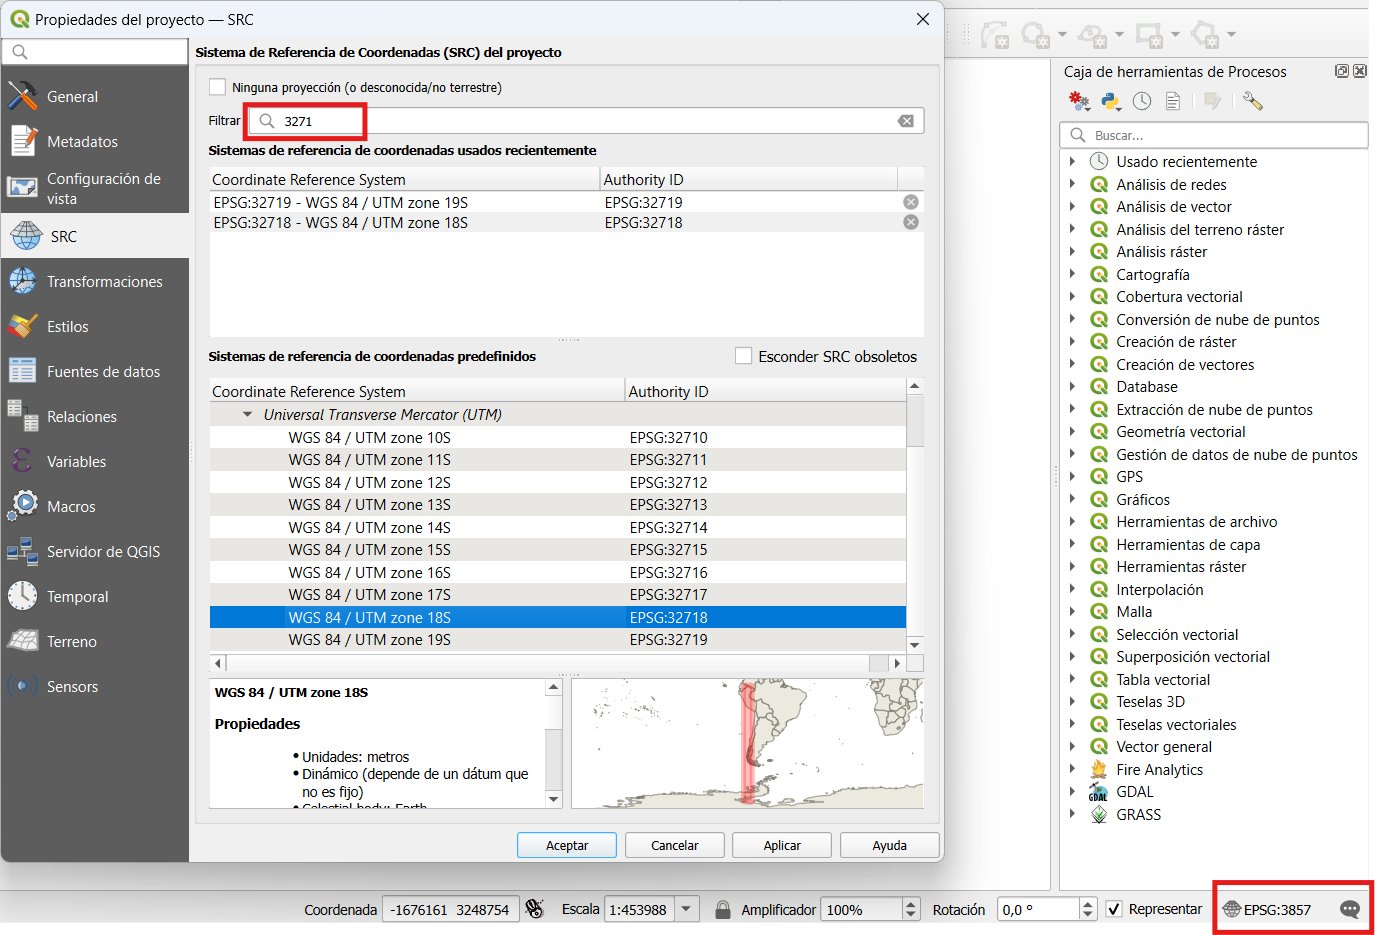 Propiedades del proyecto — SRC
General
Metadatos
Configuración de
vista
SRC
Transformaciones
Estilos
Fuentes de datos
Relaciones
Variables
Macros
Servidor de QGIS
Temporal
Terreno
Sensors
Sistema de Referencia de Coordenadas (SRC) del proyecto
Ninguna proyección (o desconocida/no terrestre)
Filtrar 3271
Sistemas de referencia de coordenadas usados recientemente
Coordinate Reference System Authority ID
EPSG:32719 - WGS 84 / UTM zone 19S EPSG:32719
EPSG:32718 - WGS 84 / UTM zone 18S EPSG:32718
Sistemas de referencia de coordenadas predefinidos Esconder SRC obsoletos
Coordinate Reference System Authority ID
Universal Transverse Mercator (UTM)
WGS 84 / UTM zone 10S EPSG:32710
WGS 84 / UTM zone 11S EPSG:32711
WGS 84 / UTM zone 12S EPSG:32712
WGS 84 / UTM zone 13S EPSG:32713
WGS 84 / UTM zone 14S EPSG:32714
WGS 84 / UTM zone 15S EPSG:32715
WGS 84 / UTM zone 16S EPSG:32716
WGS 84 / UTM zone 17S EPSG:32717
WGS 84 / UTM zone 18S EPSG:32718
WGS 84 / UTM zone 19S EPSG:32719
WGS 84 / UTM zone 18S
Propiedades
• Unidades: metros
• Dinámico (depende de un dátum que
no es fijo)
• Celestial body: Earth
Aceptar Cancelar Aplicar Ayuda
Caja de herramientas de Procesos
Buscar...
Usado recientemente
Análisis de redes
Análisis de vector
Análisis del terreno ráster
Análisis ráster
Cartografía
Cobertura vectorial
Conversión de nube de puntos
Creación de ráster
Creación de vectores
Database
Extracción de nube de puntos
Geometría vectorial
Gestión de datos de nube de puntos
GPS
Gráficos
Herramientas de archivo
Herramientas de capa
Herramientas ráster
Interpolación
Malla
Selección vectorial
Superposición vectorial
Tabla vectorial
Teselas 3D
Teselas vectoriales
Vector general
Fire Analytics
GDAL GDAL
GRASS
Coordenada -1676161 3248754 Escala 1:453988 Amplificador 100% Rotación 0,0 ° Representar EPSG:3857